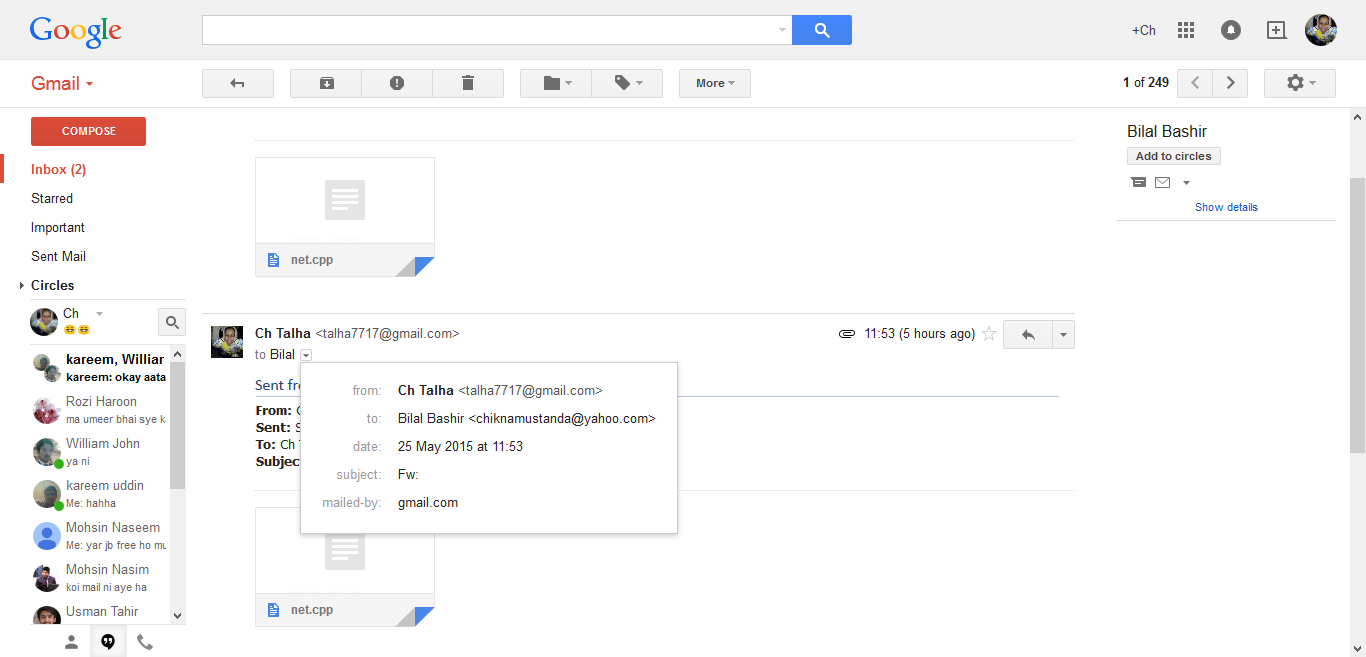 Google
+Ch
Gmail
More
1 of 249
COMPOSE
Inbox (2)
Starred
Important
Sent Mail
Circles
Ch
kareem, Willian
kareem: okay aata
Rozi Haroon
ma umeer bhai sye k
William John
ya ni
kareem uddin
Me: hahha
Mohsin Naseem
Me: yar jb free ho mu
Mohsin Nasim
koi mail ni aye ha
Usman Tahir
net.cpp
Ch Talha <talha7717@gmail.com>
11:53 (5 hours ago)
to Bilal
Sent fr
From:
Sent: S
To: Ch
Subjec
from: Ch Talha <talha7717@gmail.com>
to: Bilal Bashir <chiknamustanda@yahoo.com>
date: 25 May 2015 at 11:53
subject: Fw:
mailed-by: gmail.com
net.cpp
Bilal Bashir
Add to circles
Show details